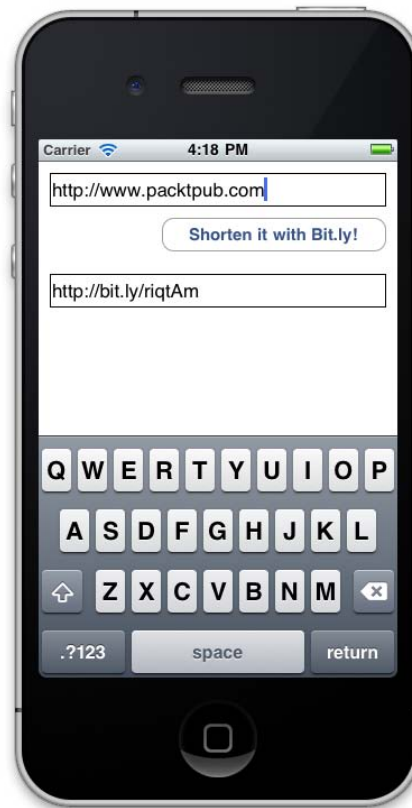 Carrier 4:18 PM
http://www.packtpub.com
Shorten it with Bit.ly!
http://bit.ly/riqtAm
Q W E R T Y U I O P
A S D F G H J K L
Z X C V B N M
.?123 space return